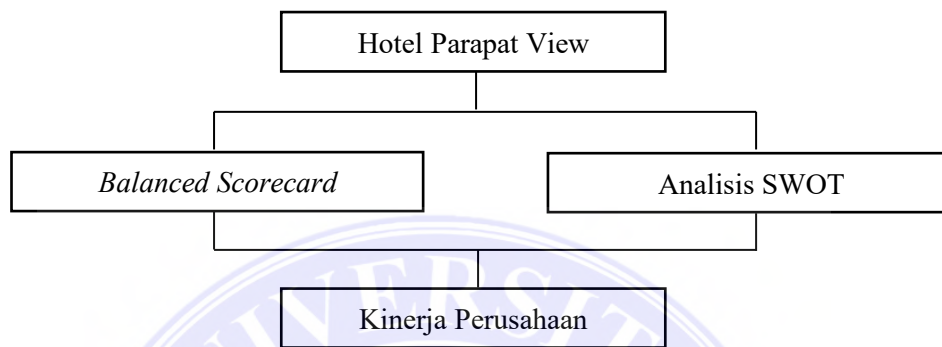 Hotel Parapat View
Balanced Scorecard
Analisis SWOT
Kinerja Perusahaan